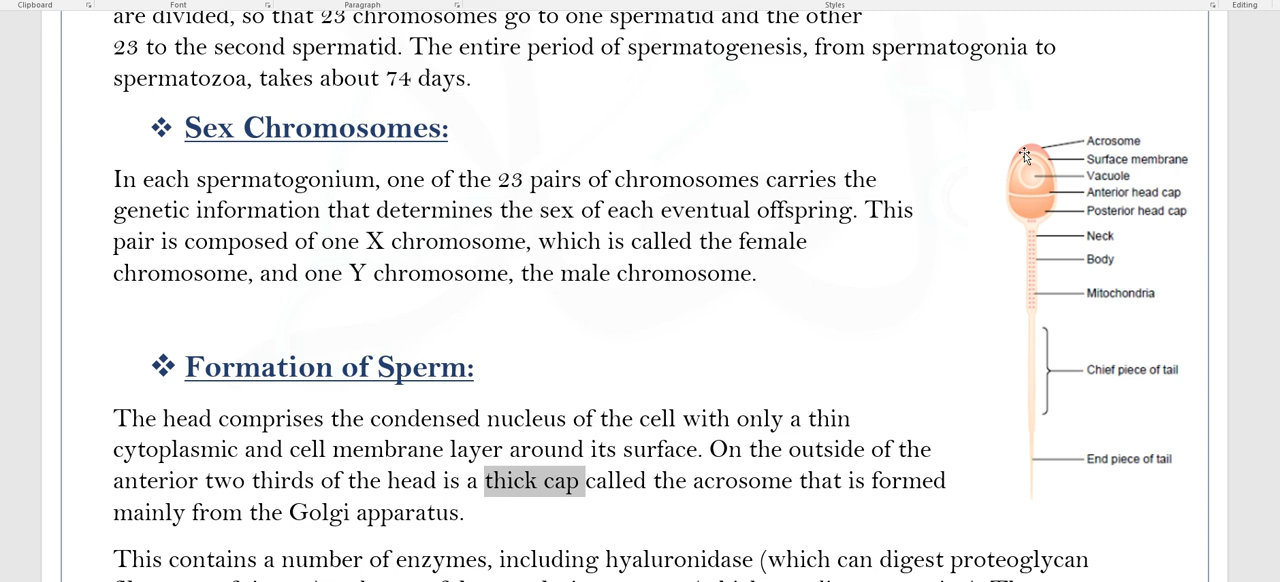 Clipboard
Font
Paragraph
Styles
Editing
are divided, so that 23 chromosomes go to one spermatid and the other
23 to the second spermatid. The entire period of spermatogenesis, from spermatogonia to
spermatozoa, takes about 74 days.
❖ Sex Chromosomes:
In each spermatogonium, one of the 23 pairs of chromosomes carries the
genetic information that determines the sex of each eventual offspring. This
pair is composed of one X chromosome, which is called the female
chromosome, and one Y chromosome, the male chromosome.
Acrosome
Surface membrane
Vacuole
Anterior head cap
Posterior head cap
Neck
Body
Mitochondria
Chief piece of tail
End piece of tail
❖ Formation of Sperm:
The head comprises the condensed nucleus of the cell with only a thin
cytoplasmic and cell membrane layer around its surface. On the outside of the
anterior two thirds of the head is a thick cap called the acrosome that is formed
mainly from the Golgi apparatus.
This contains a number of enzymes, including hyaluronidase (which can digest proteoglycan